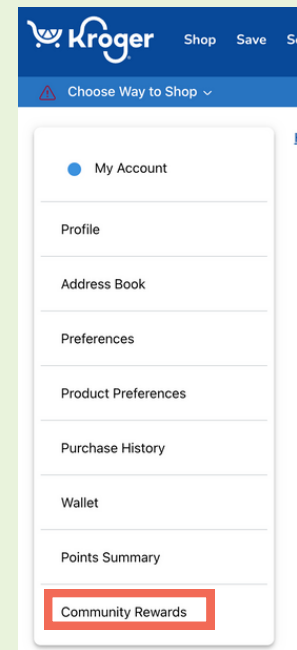 Kroger Shop Save
Choose Way to Shop
My Account
Profile
Address Book
Preferences
Product Preferences
Purchase History
Wallet
Points Summary
Community Rewards